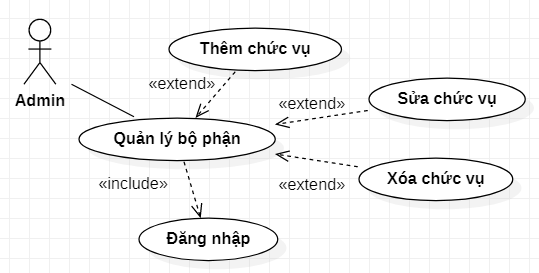 Thêm chức vụ
«extend»
Admin
«extend»
Sửa chức vụ
Quản lý bộ phận
«include»
«extend»
Xóa chức vụ
Đăng nhập